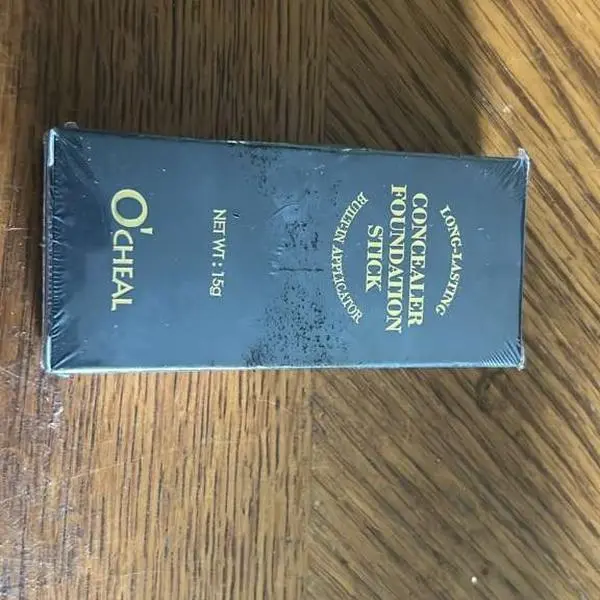 LONG-LASTING
CONCEALER
FOUNDATION
STICK
BUILT-IN APPLICATOR
NET WT: 15g
O'CHEAL